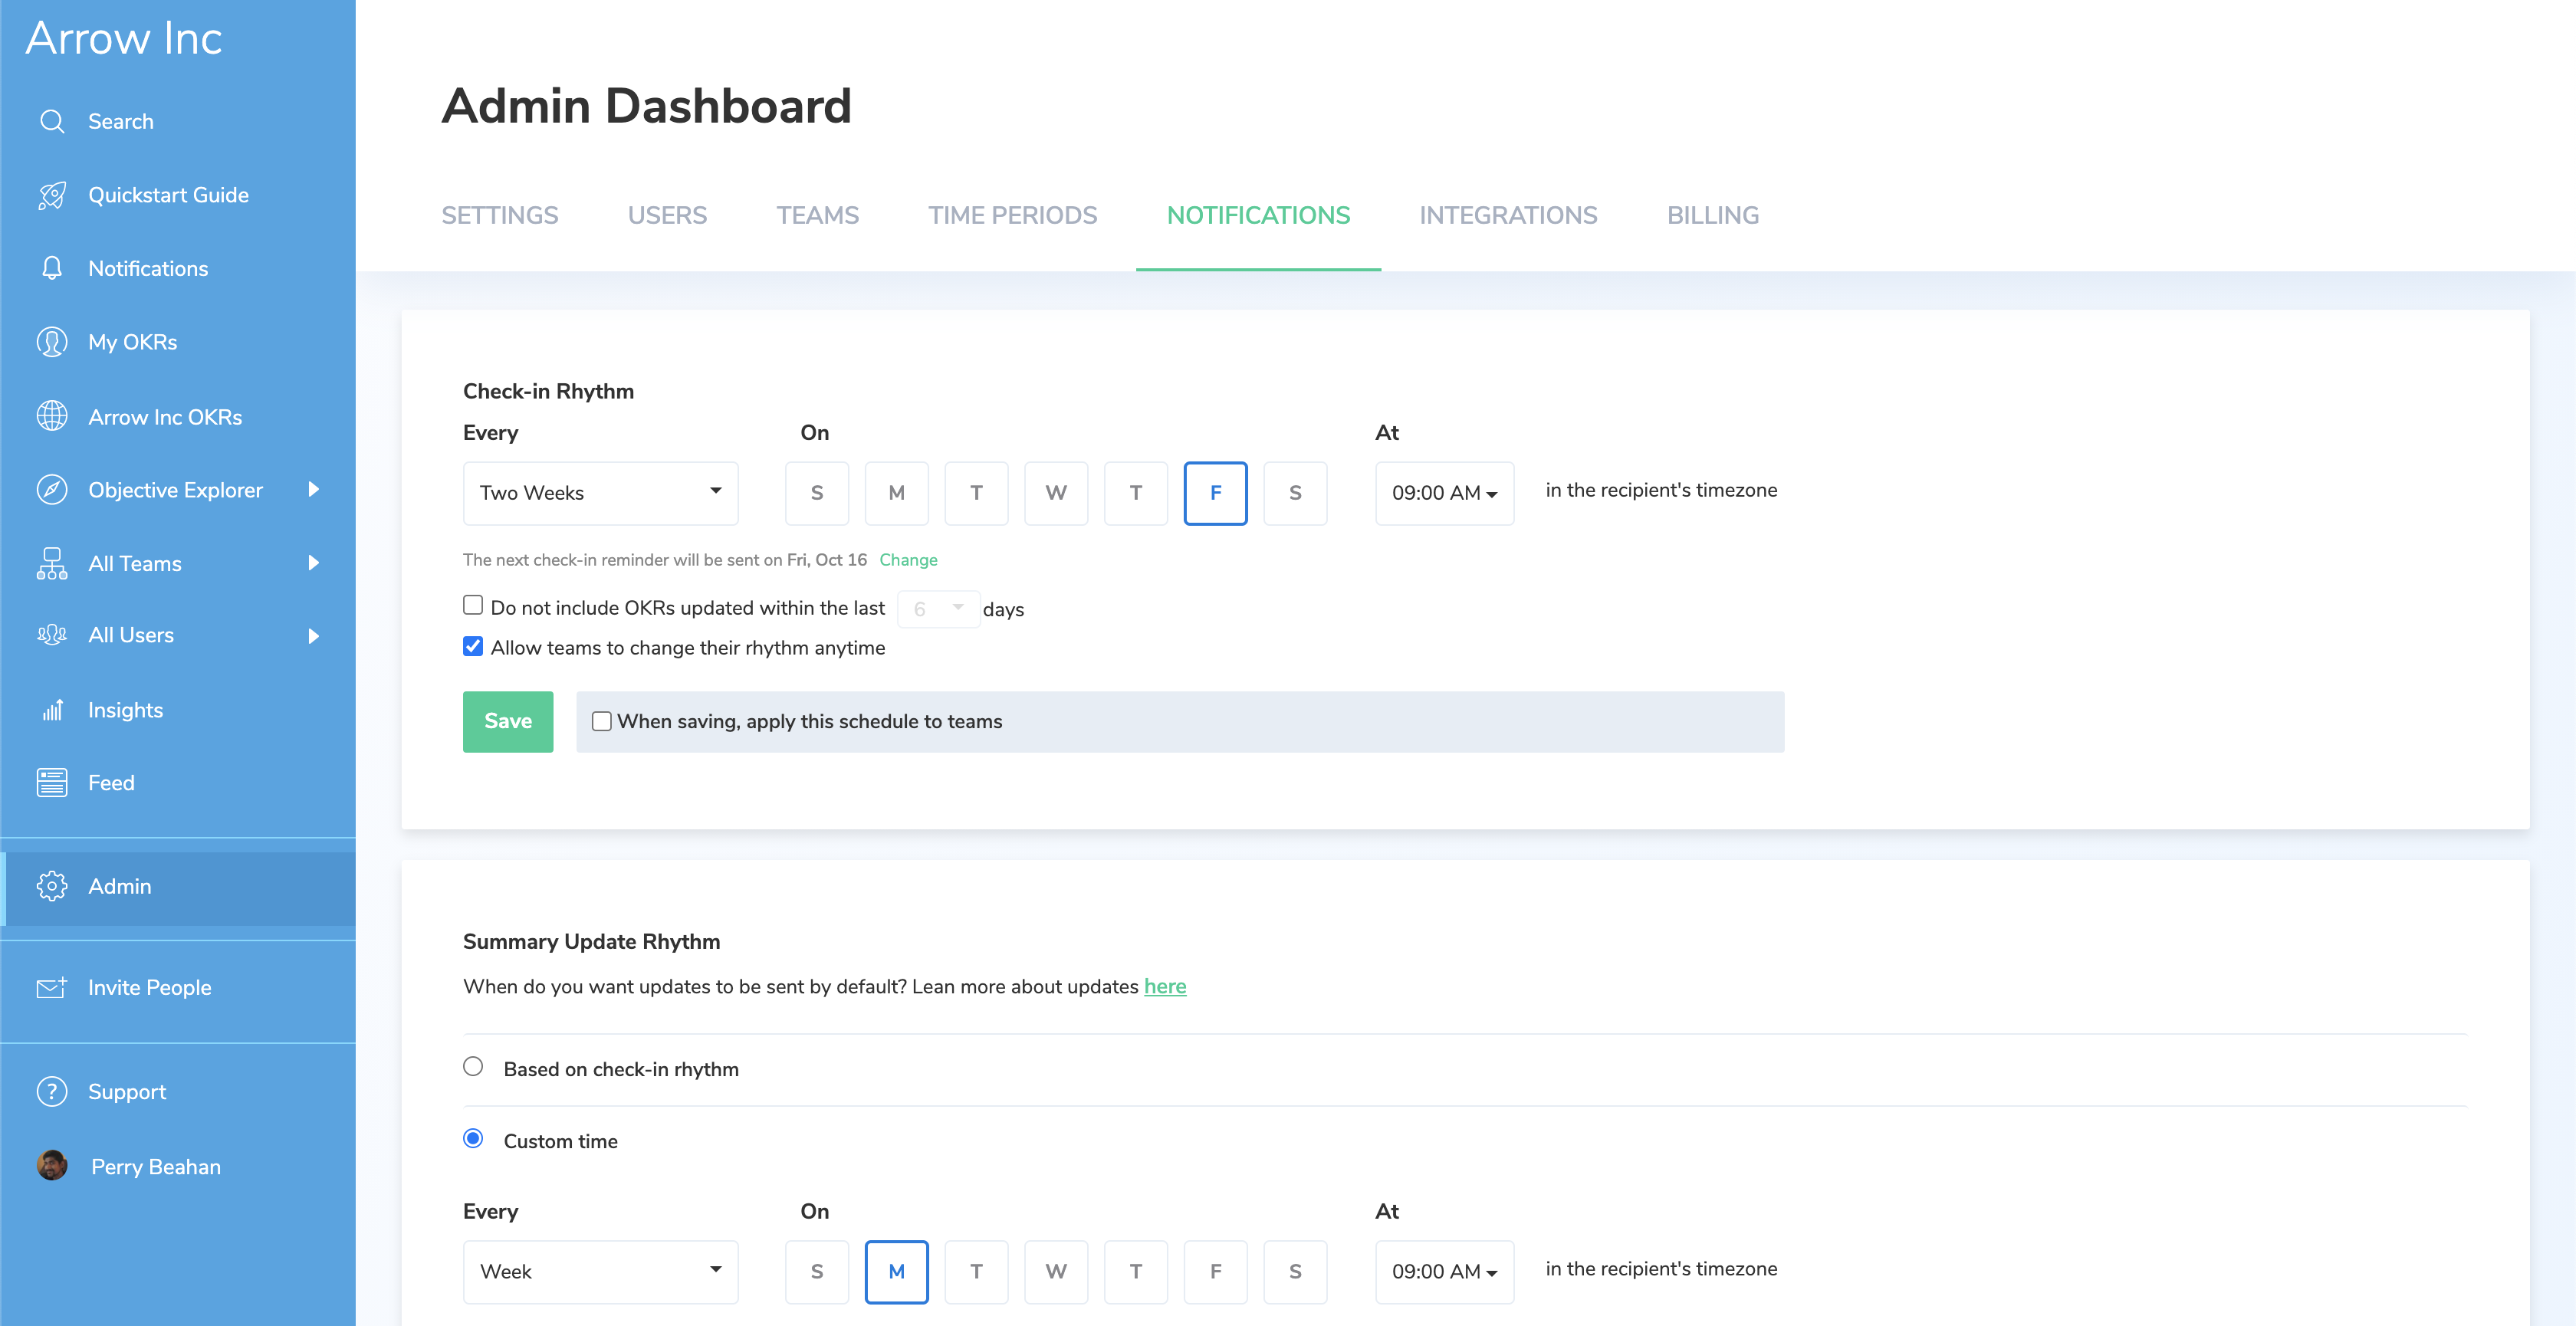 Arrow Inc
Search
Quickstart Guide
Notifications
My OKRs
Arrow Inc OKRs
Objective Explorer
All Teams
All Users
Insights
Feed
Admin
Invite People
? Support
Perry Beahan
Admin Dashboard
SETTINGS USERS TEAMS TIME PERIODS NOTIFICATIONS INTEGRATIONS BILLING
Check-in Rhythm
Every On At
Two Weeks S M T W T F S 09:00 AM in the recipient's timezone
The next check-in reminder will be sent on Fri, Oct 16 Change
Do not include OKRs updated within the last 6 days
Allow teams to change their rhythm anytime
Save When saving, apply this schedule to teams
Summary Update Rhythm
When do you want updates to be sent by default? Lean more about updates here
Based on check-in rhythm
Custom time
Every On At
Week S M T W T F S 09:00 AM in the recipient's timezone